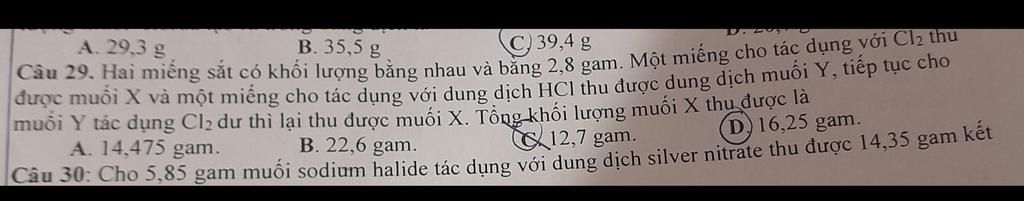 A. 29,3 g B. 35,5 g C. 39,4 g D.
Câu 29. Hai miếng sắt có khối lượng bằng nhau và bằng 2,8 gam. Một miếng cho tác dụng với Cl2 thu
được muối X và một miếng cho tác dụng với dung dịch HCl thu được dung dịch muối Y, tiếp tục cho
muối Y tác dụng Cl2 dư thì lại thu được muối X. Tổng khối lượng muối X thu được là
A. 14,475 gam. B. 22,6 gam. C. 12,7 gam. D. 16,25 gam.
Câu 30: Cho 5,85 gam muối sodium halide tác dụng với dung dịch silver nitrate thu được 14,35 gam kết